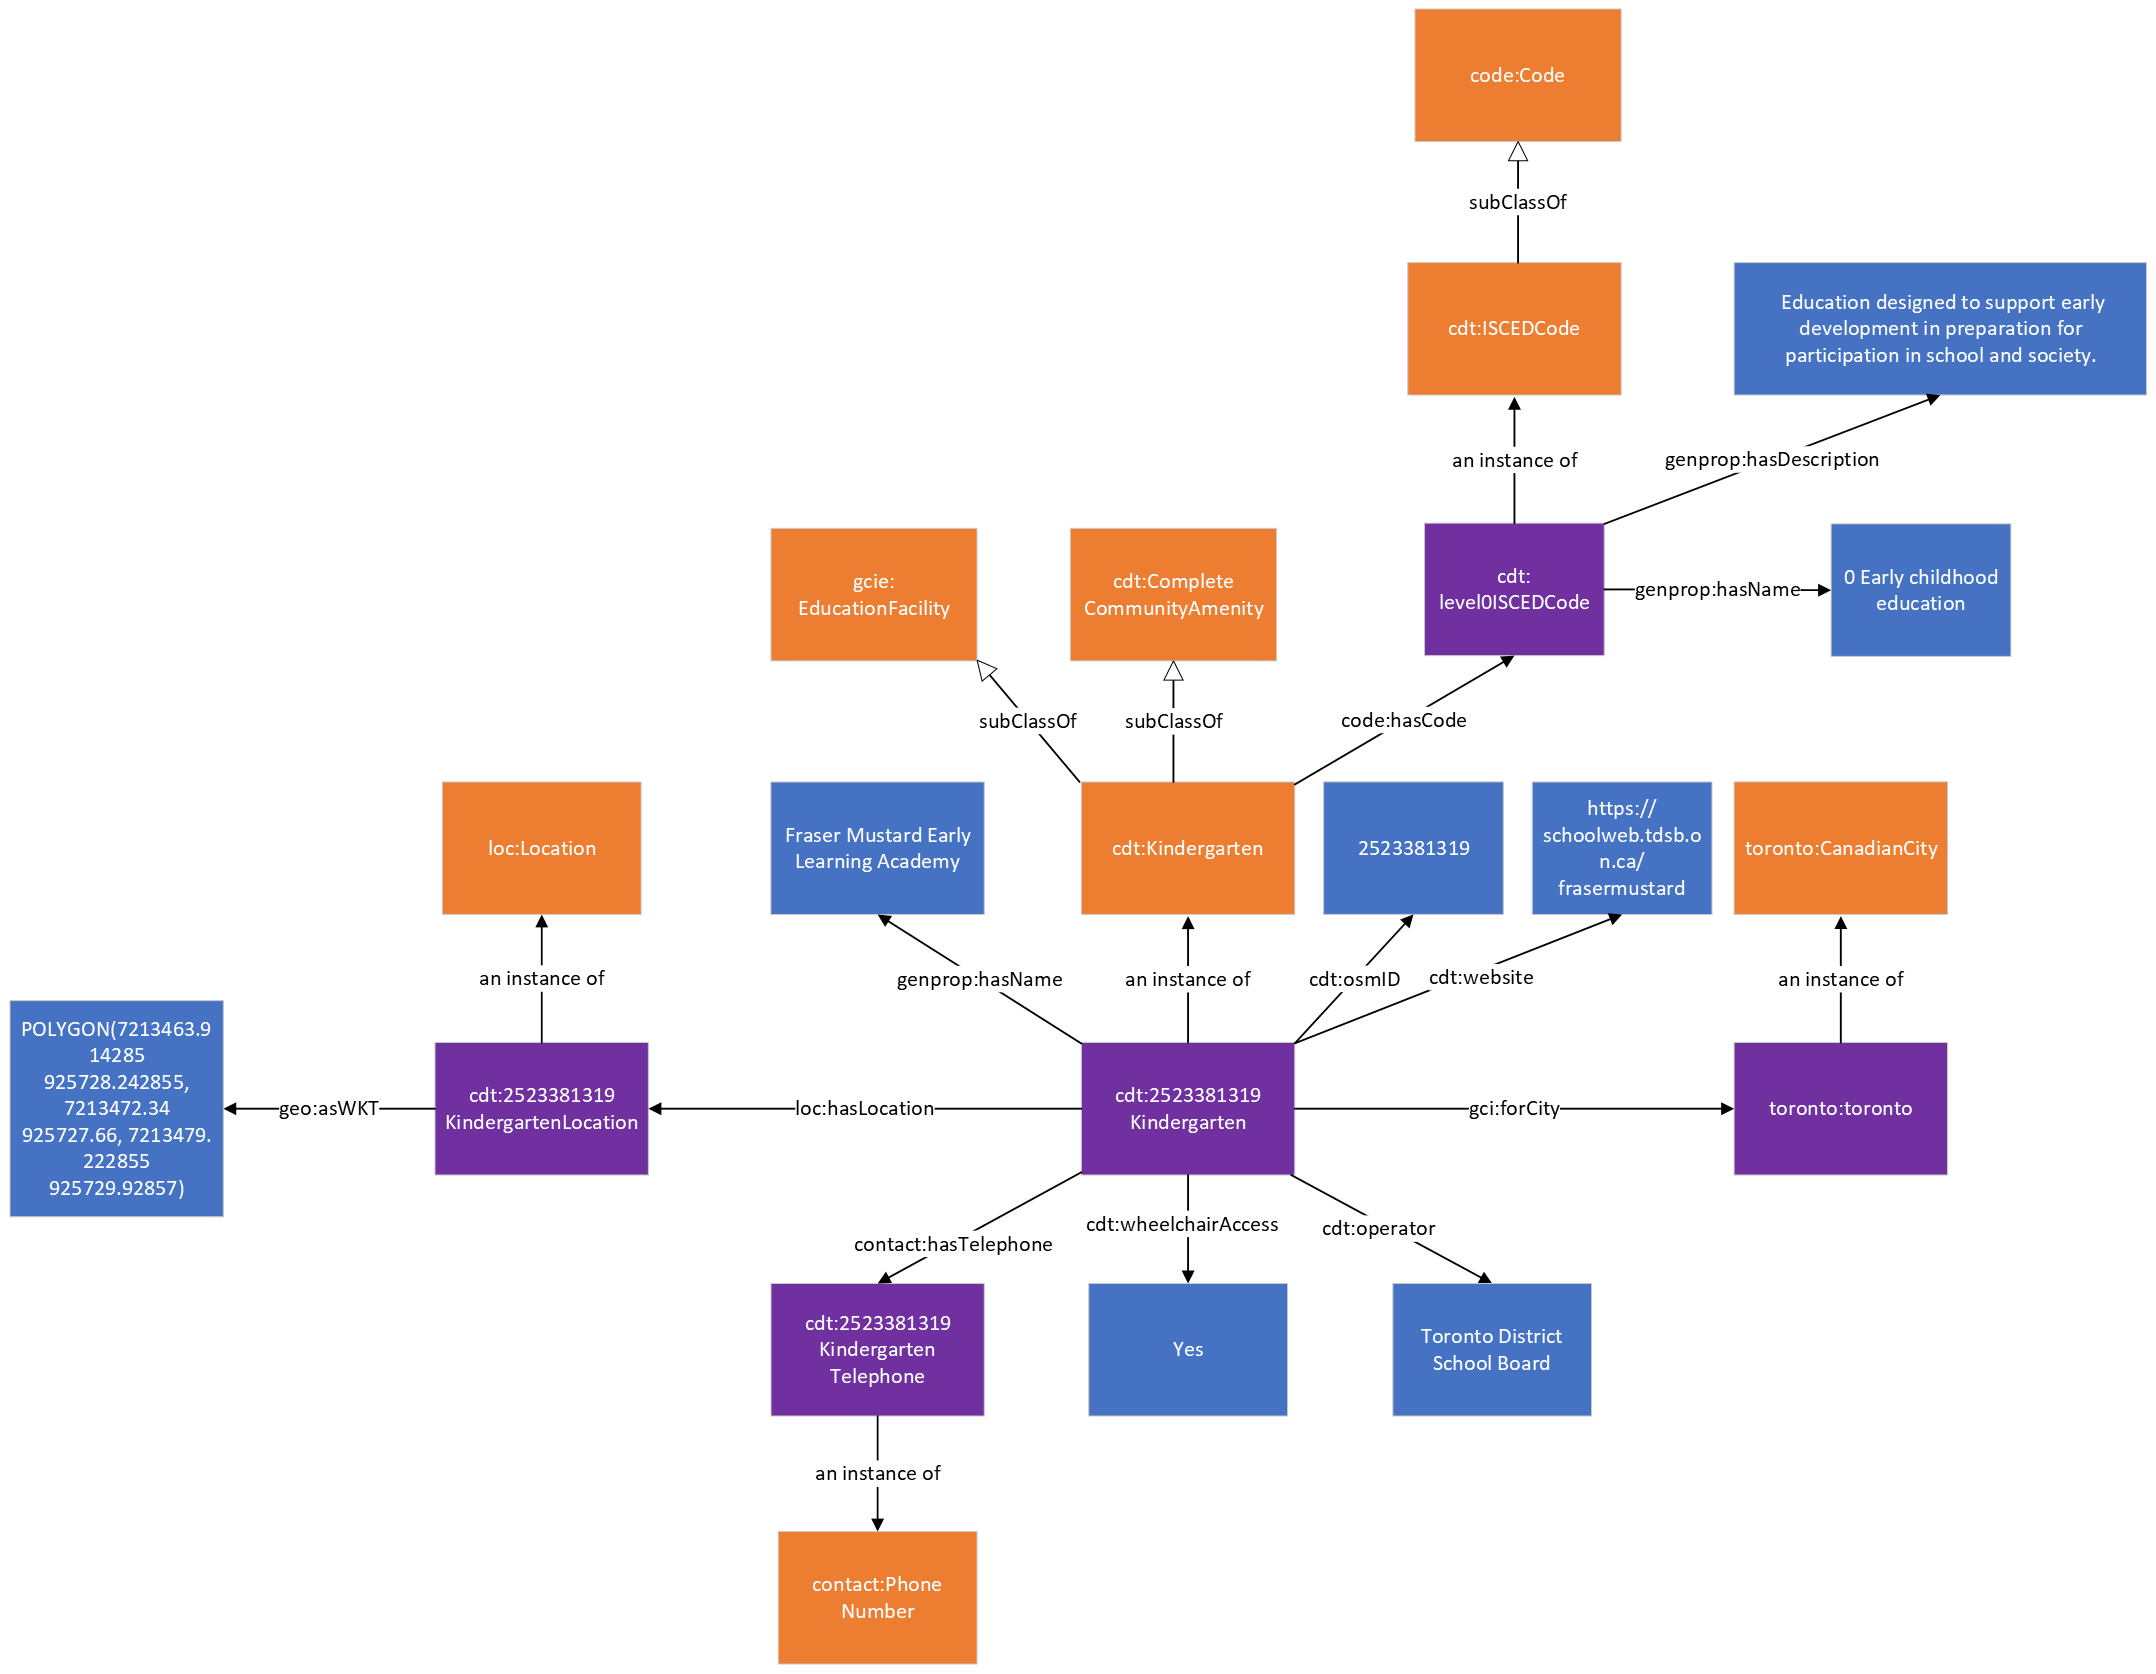 code:Code
subClassOf
cdt:ISCEDCode
Education designed to support early
development in preparation for
participation in school and society.
an instance of
genprop:hasDescription
gcie:
EducationFacility
cdt:Complete
CommunityAmenity
cdt:
level0ISCEDCode
genprop:hasName
0 Early childhood
education
subClassOf
subClassOf
code:hasCode
loc:Location
Fraser Mustard Early
Learning Academy
cdt:Kindergarten
2523381319
https://
schoolweb.tdsb.o
n.ca/
frasermustard
toronto:CanadianCity
an instance of
genprop:hasName
an instance of
cdt:osmID
cdt:website
an instance of
POLYGON(7213463.9
14285
925728.242855,
7213472.34
925727.66, 7213479.
222855
925729.92857)
geo:asWKT
cdt:2523381319
KindergartenLocation
loc:hasLocation
cdt:2523381319
Kindergarten
gci:forCity
toronto:toronto
contact:hasTelephone
cdt:wheelchairAccess
cdt:operator
cdt:2523381319
Kindergarten
Telephone
Yes
Toronto District
School Board
an instance of
contact:Phone
Number